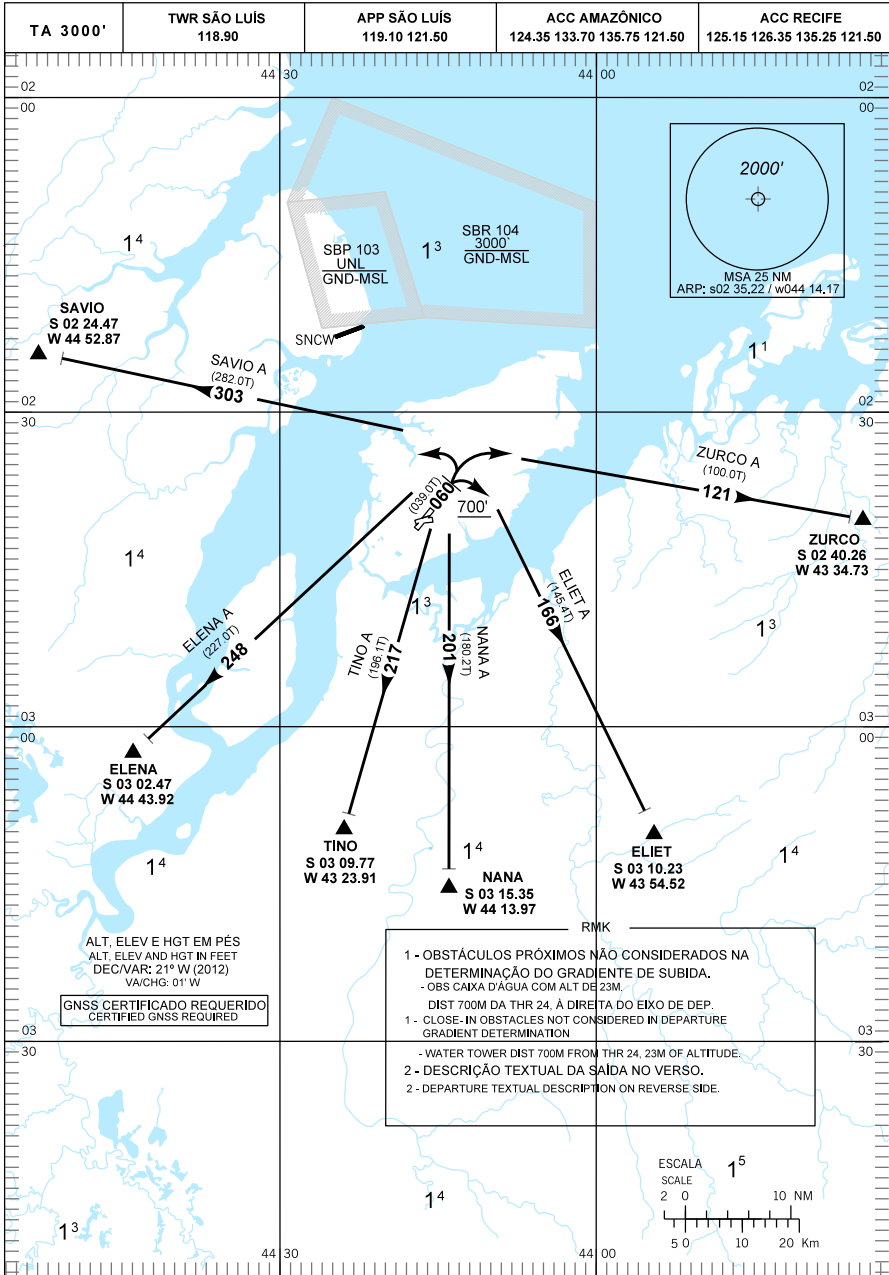 TA 3000'
TWR SÃO LUÍS
118.90
APP SÃO LUÍS
119.10 121.50
ACC AMAZÔNICO
124.35 133.70 135.75 121.50
ACC RECIFE
125.15 126.35 135.25 121.50
44 30
44 00
02
00
02
00
2000'
MSA 25 NM
ARP: s02 35.22 / w044 14.17
1⁴
SBP 103
UNL
GND-MSL
1³
SBR 104
3000`
GND-MSL
SAVIO
S 02 24.47
W 44 52.87
SNCW
1¹
SAVIO A
(282.0T)
303
02
30
02
30
ZURCO A
(100.0T)
121
(039.0T)
060
700'
ZURCO
S 02 40.26
W 43 34.73
1⁴
ELIET A
(145.4T)
166
1³
1³
ELENA A
(227.0T)
248
TINO A
(196.1T)
217
NANA A
(180.2T)
201
03
00
03
00
ELENA
S 03 02.47
W 44 43.92
TINO
S 03 09.77
W 43 23.91
1⁴
1⁴
NANA
S 03 15.35
W 44 13.97
ELIET
S 03 10.23
W 43 54.52
1⁴
ALT, ELEV E HGT EM PÉS
ALT, ELEV AND HGT IN FEET
DEC/VAR: 21º W (2012)
VA/CHG: 01' W
GNSS CERTIFICADO REQUERIDO
CERTIFIED GNSS REQUIRED
RMK
1 - OBSTÁCULOS PRÓXIMOS NÃO CONSIDERADOS NA
DETERMINAÇÃO DO GRADIENTE DE SUBIDA.
- OBS CAIXA D'ÁGUA COM ALT DE 23M,
DIST 700M DA THR 24, À DIREITA DO EIXO DE DEP.
1 - CLOSE-IN OBSTACLES NOT CONSIDERED IN DEPARTURE
GRADIENT DETERMINATION
- WATER TOWER DIST 700M FROM THR 24, 23M OF ALTITUDE.
2 - DESCRIÇÃO TEXTUAL DA SAÍDA NO VERSO.
2 - DEPARTURE TEXTUAL DESCRIPTION ON REVERSE SIDE.
03
30
03
30
1³
1⁴
1⁵
ESCALA
SCALE
2 0 10 NM
5 0 10 20 Km
44 30
44 00